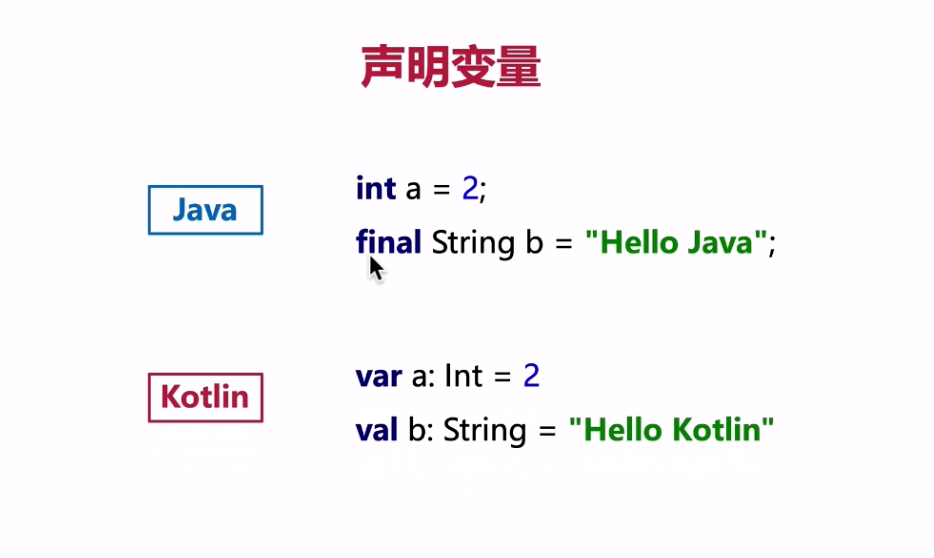 声明变量
Java
int a = 2;
final String b = "Hello Java";
Kotlin
var a: Int = 2
val b: String = "Hello Kotlin"